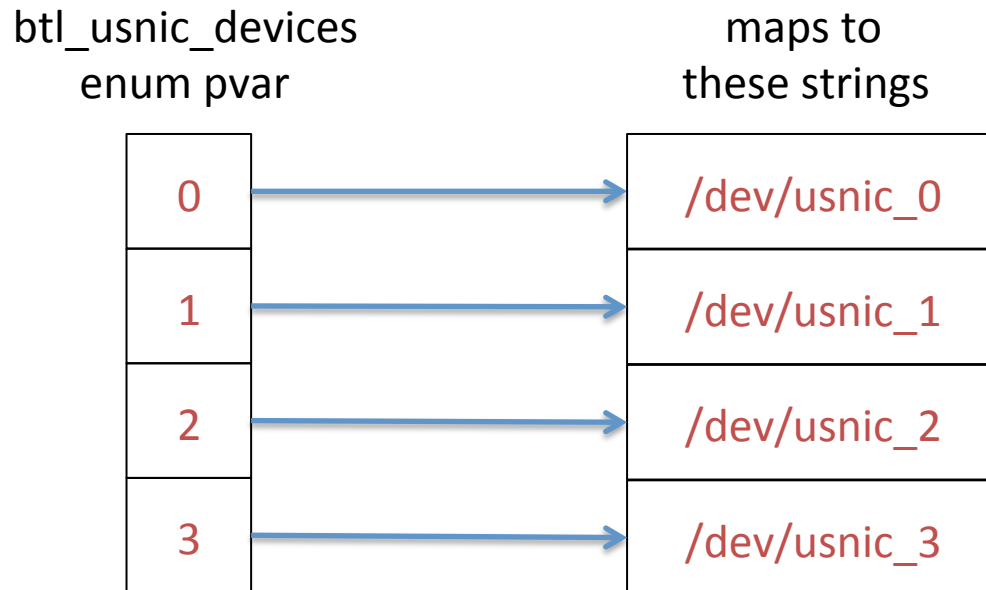 btl_usnic_devices
enum pvar
maps to
these strings
0
/dev/usnic_0
1
/dev/usnic_1
2
/dev/usnic_2
3
/dev/usnic_3